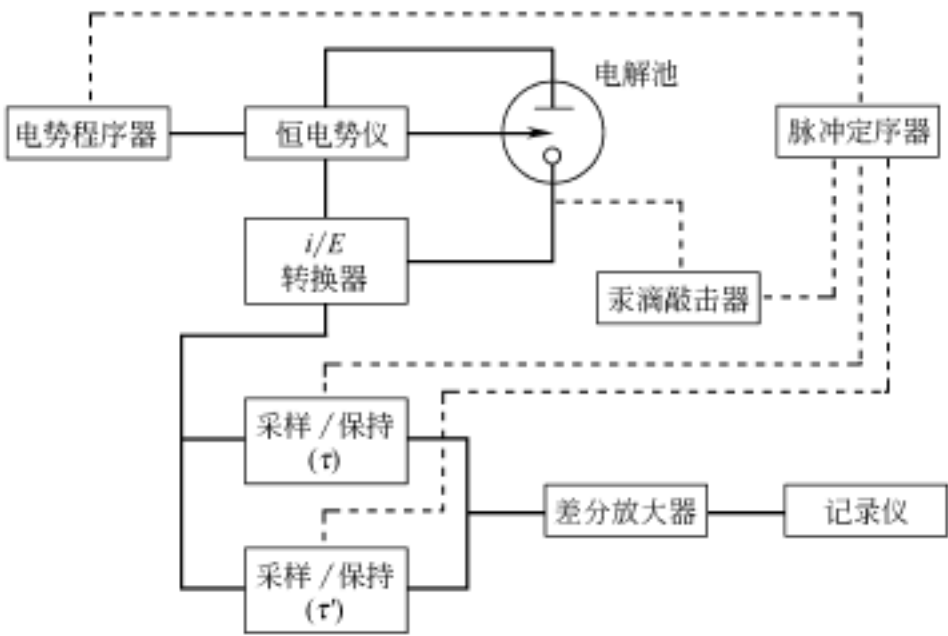 电解池
电势程序器
恒电势仪
脉冲定序器
i/E
转换器
汞滴敲击器
采样/保持
(τ)
差分放大器
记录仪
采样/保持
(τ')